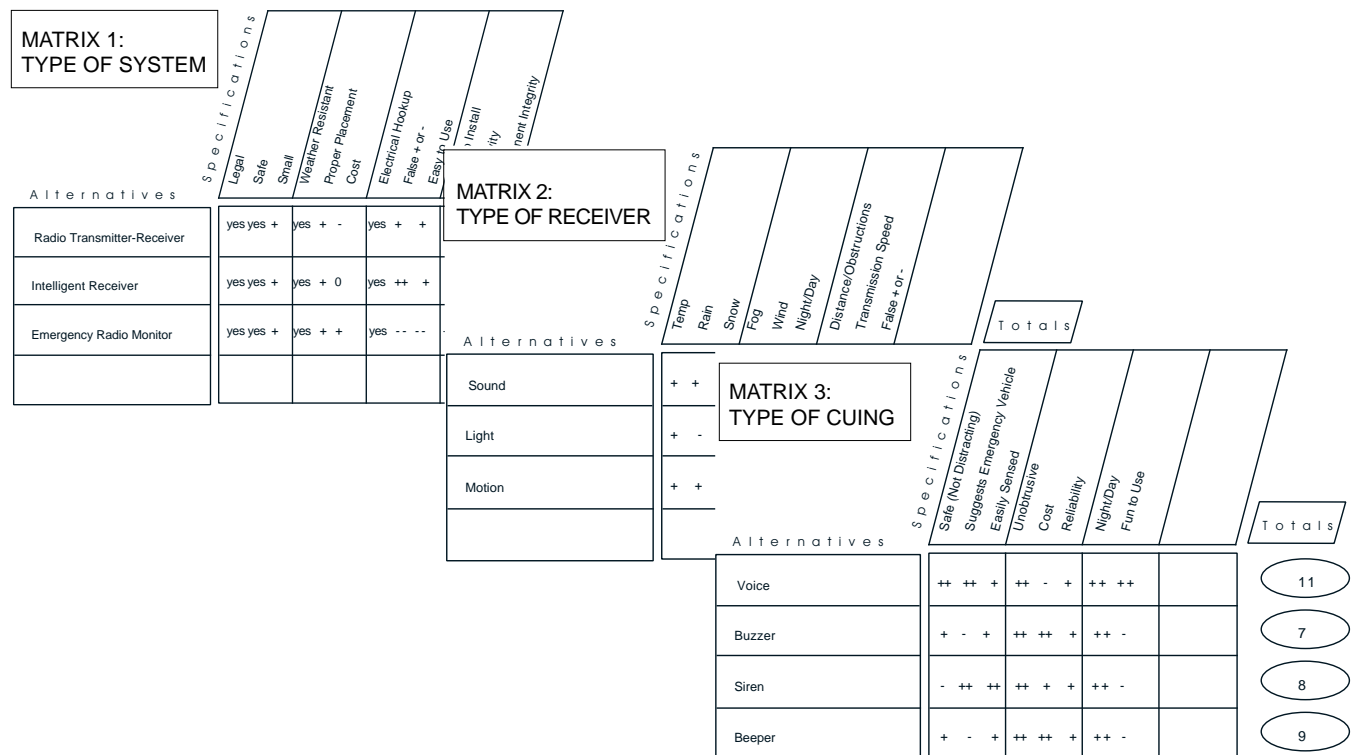 MATRIX 1:
TYPE OF SYSTEM
Specifications
Legal
Safe
Small
Weather Resistant
Proper Placement
Cost
Electrical Hookup
False + or -
Easy to Use
Install
Alternatives
Radio Transmitter-Receiver yes yes + yes + - yes + +
Intelligent Receiver yes yes + yes + 0 yes ++ +
Emergency Radio Monitor yes yes + yes + + yes -- --
MATRIX 2:
TYPE OF RECEIVER
Specifications
Temp
Rain
Snow
Fog
Wind
Night/Day
Distance/Obstructions
Transmission Speed
False + or -
Totals
Alternatives
Sound + +
Light + -
Motion + +
MATRIX 3:
TYPE OF CUING
Specifications
Safe (Not Distracting)
Suggests Emergency Vehicle
Easily Sensed
Unobtrusive
Cost
Reliability
Night/Day
Fun to Use
Totals
Alternatives
Voice ++ ++ + ++ - + ++ ++ 11
Buzzer + - + ++ ++ + ++ - 7
Siren - ++ ++ ++ + + ++ - 8
Beeper + - + ++ ++ + ++ - 9